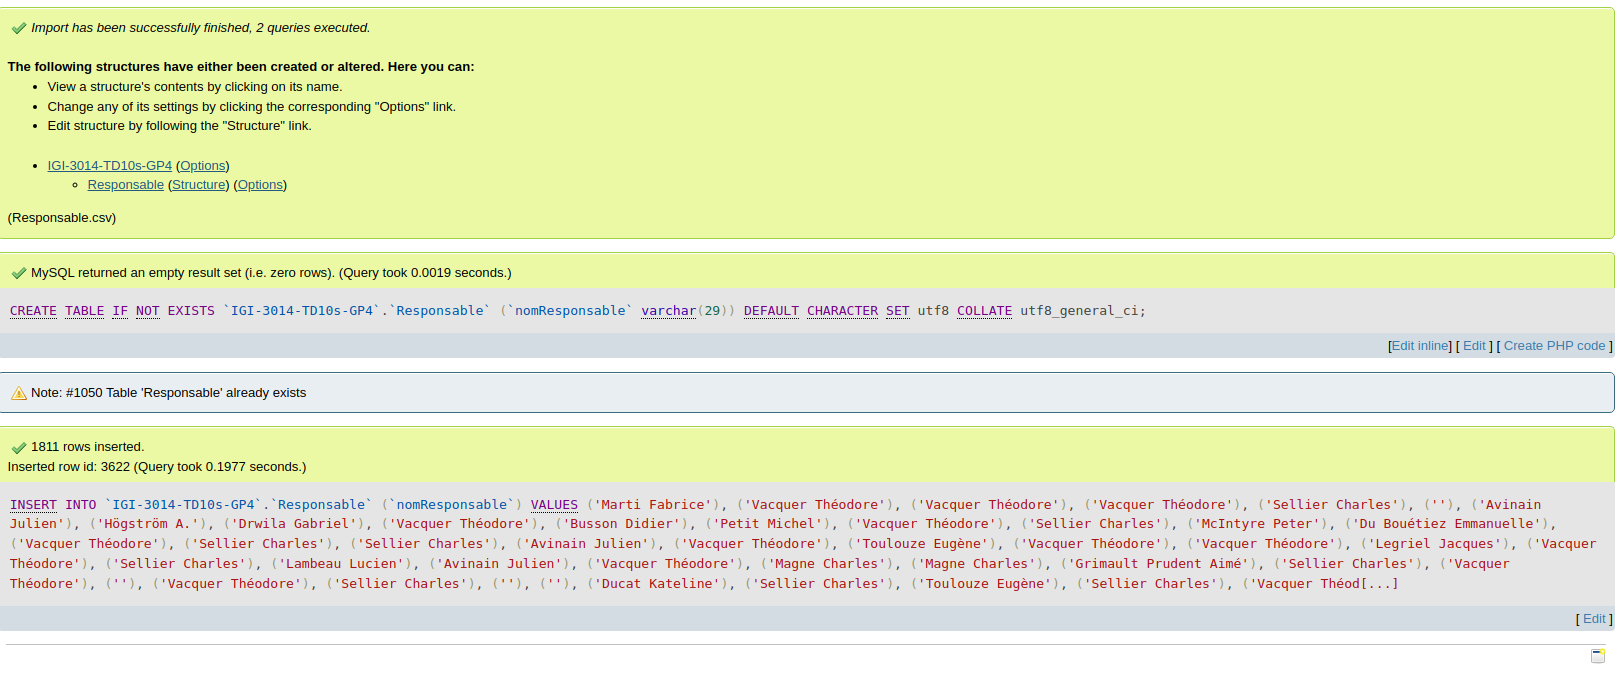 Import has been successfully finished, 2 queries executed.
The following structures have either been created or altered. Here you can:
View a structure's contents by clicking on its name.
Change any of its settings by clicking the corresponding "Options" link.
Edit structure by following the "Structure" link.
IGI-3014-TD10s-GP4 (Options)
Responsable (Structure) (Options)
(Responsable.csv)
MySQL returned an empty result set (i.e. zero rows). (Query took 0.0019 seconds.)
CREATE TABLE IF NOT EXISTS `IGI-3014-TD10s-GP4`.`Responsable` (`nomResponsable` varchar(29)) DEFAULT CHARACTER SET utf8 COLLATE utf8_general_ci;
[Edit inline] [ Edit ] [ Create PHP code ]
Note: #1050 Table 'Responsable' already exists
1811 rows inserted.
Inserted row id: 3622 (Query took 0.1977 seconds.)
INSERT INTO `IGI-3014-TD10s-GP4`.`Responsable` (`nomResponsable`) VALUES ('Marti Fabrice'), ('Vacquer Théodore'), ('Vacquer Théodore'), ('Vacquer Théodore'), ('Sellier Charles'), (''), ('Avinain
Julien'), ('Högström A.'), ('Drwila Gabriel'), ('Vacquer Théodore'), ('Busson Didier'), ('Petit Michel'), ('Vacquer Théodore'), ('Sellier Charles'), ('McIntyre Peter'), ('Du Bouëtiez Emmanuelle'),
('Vacquer Théodore'), ('Sellier Charles'), ('Sellier Charles'), ('Avinain Julien'), ('Vacquer Théodore'), ('Toulouze Eugène'), ('Vacquer Théodore'), ('Vacquer Théodore'), ('Legriel Jacques'), ('Vacquer
Théodore'), ('Sellier Charles'), ('Lambeau Lucien'), ('Avinain Julien'), ('Vacquer Théodore'), ('Magne Charles'), ('Magne Charles'), ('Grimault Prudent Aimé'), ('Sellier Charles'), ('Vacquer
Théodore'), (''), ('Vacquer Théodore'), ('Sellier Charles'), (''), (''), ('Ducat Kateline'), ('Sellier Charles'), ('Toulouze Eugène'), ('Sellier Charles'), ('Vacquer Théod[...]
[ Edit ]